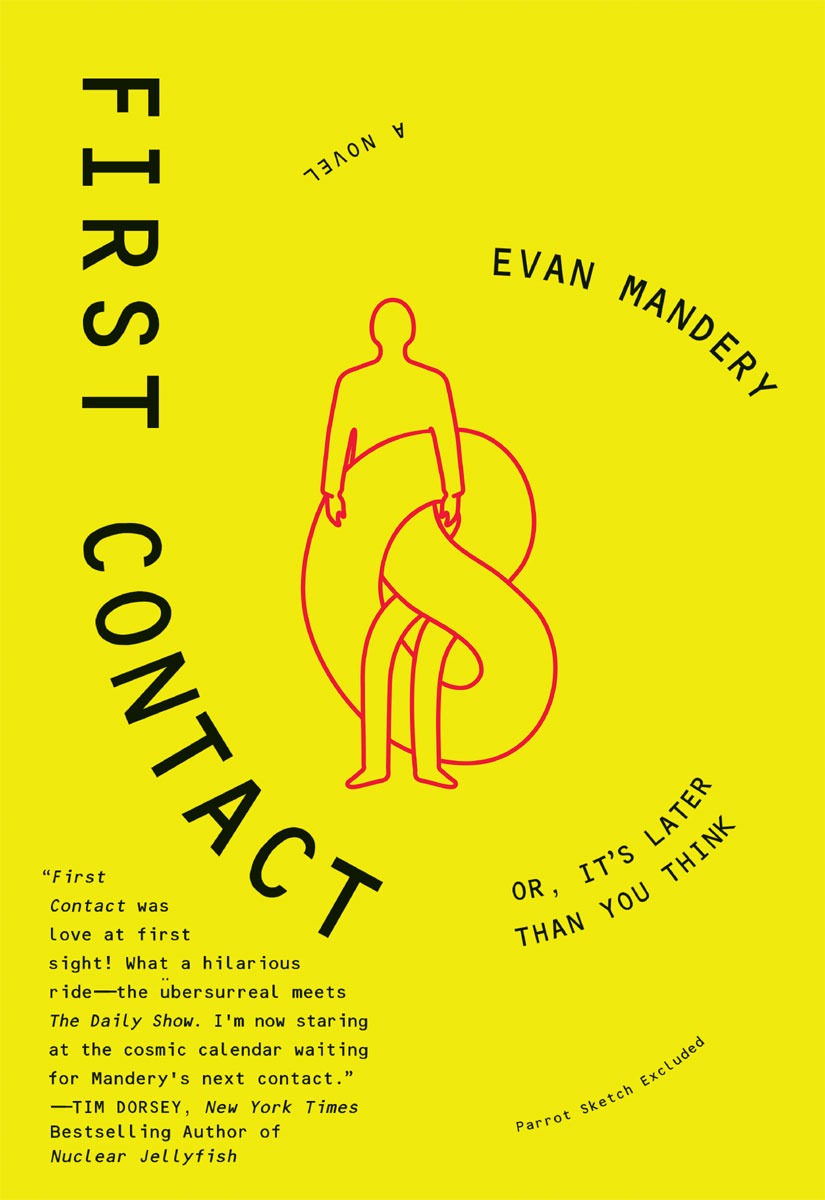 FIRST CONTACT
A NOVEL
EVAN MANDERY
OR, IT'S LATER
THAN YOU THINK
“First
Contact was
love at first
sight! What a hilarious
ride—the übersurreal meets
The Daily Show. I'm now staring
at the cosmic calendar waiting
for Mandery's next contact.”
—TIM DORSEY, New York Times
Bestselling Author of
Nuclear Jellyfish
Parrot Sketch Excluded